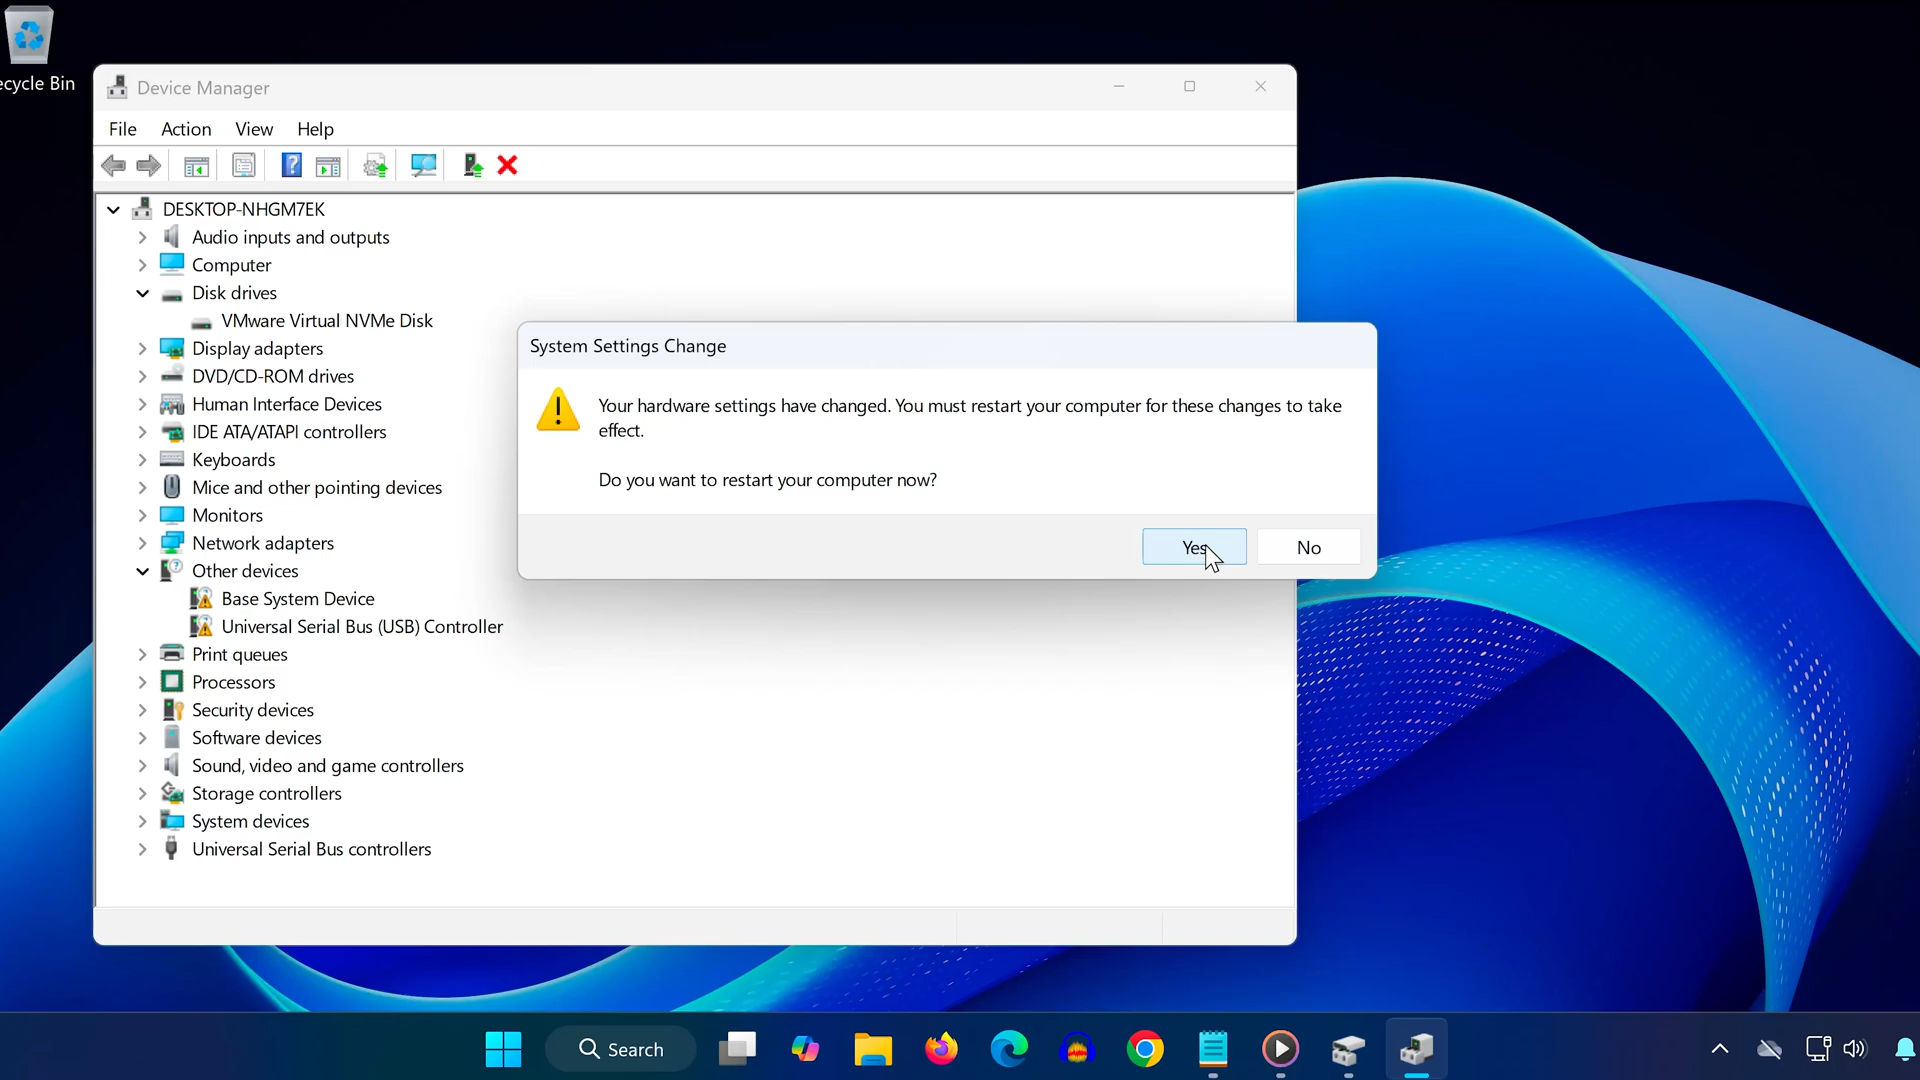 ecycle Bin
Device Manager
File Action View Help
DESKTOP-NHGM7EK
Audio inputs and outputs
Computer
Disk drives
VMware Virtual NVMe Disk
Display adapters
DVD/CD-ROM drives
Human Interface Devices
IDE ATA/ATAPI controllers
Keyboards
Mice and other pointing devices
Monitors
Network adapters
Other devices
Base System Device
Universal Serial Bus (USB) Controller
Print queues
Processors
Security devices
Software devices
Sound, video and game controllers
Storage controllers
System devices
Universal Serial Bus controllers
System Settings Change
Your hardware settings have changed. You must restart your computer for these changes to take
effect.
Do you want to restart your computer now?
Yes No
Search